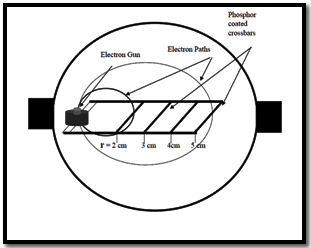 Phosphor
coated
crossbars
Electron Gun
Electron Paths
r = 2 cm 3 cm 4cm 5 cm